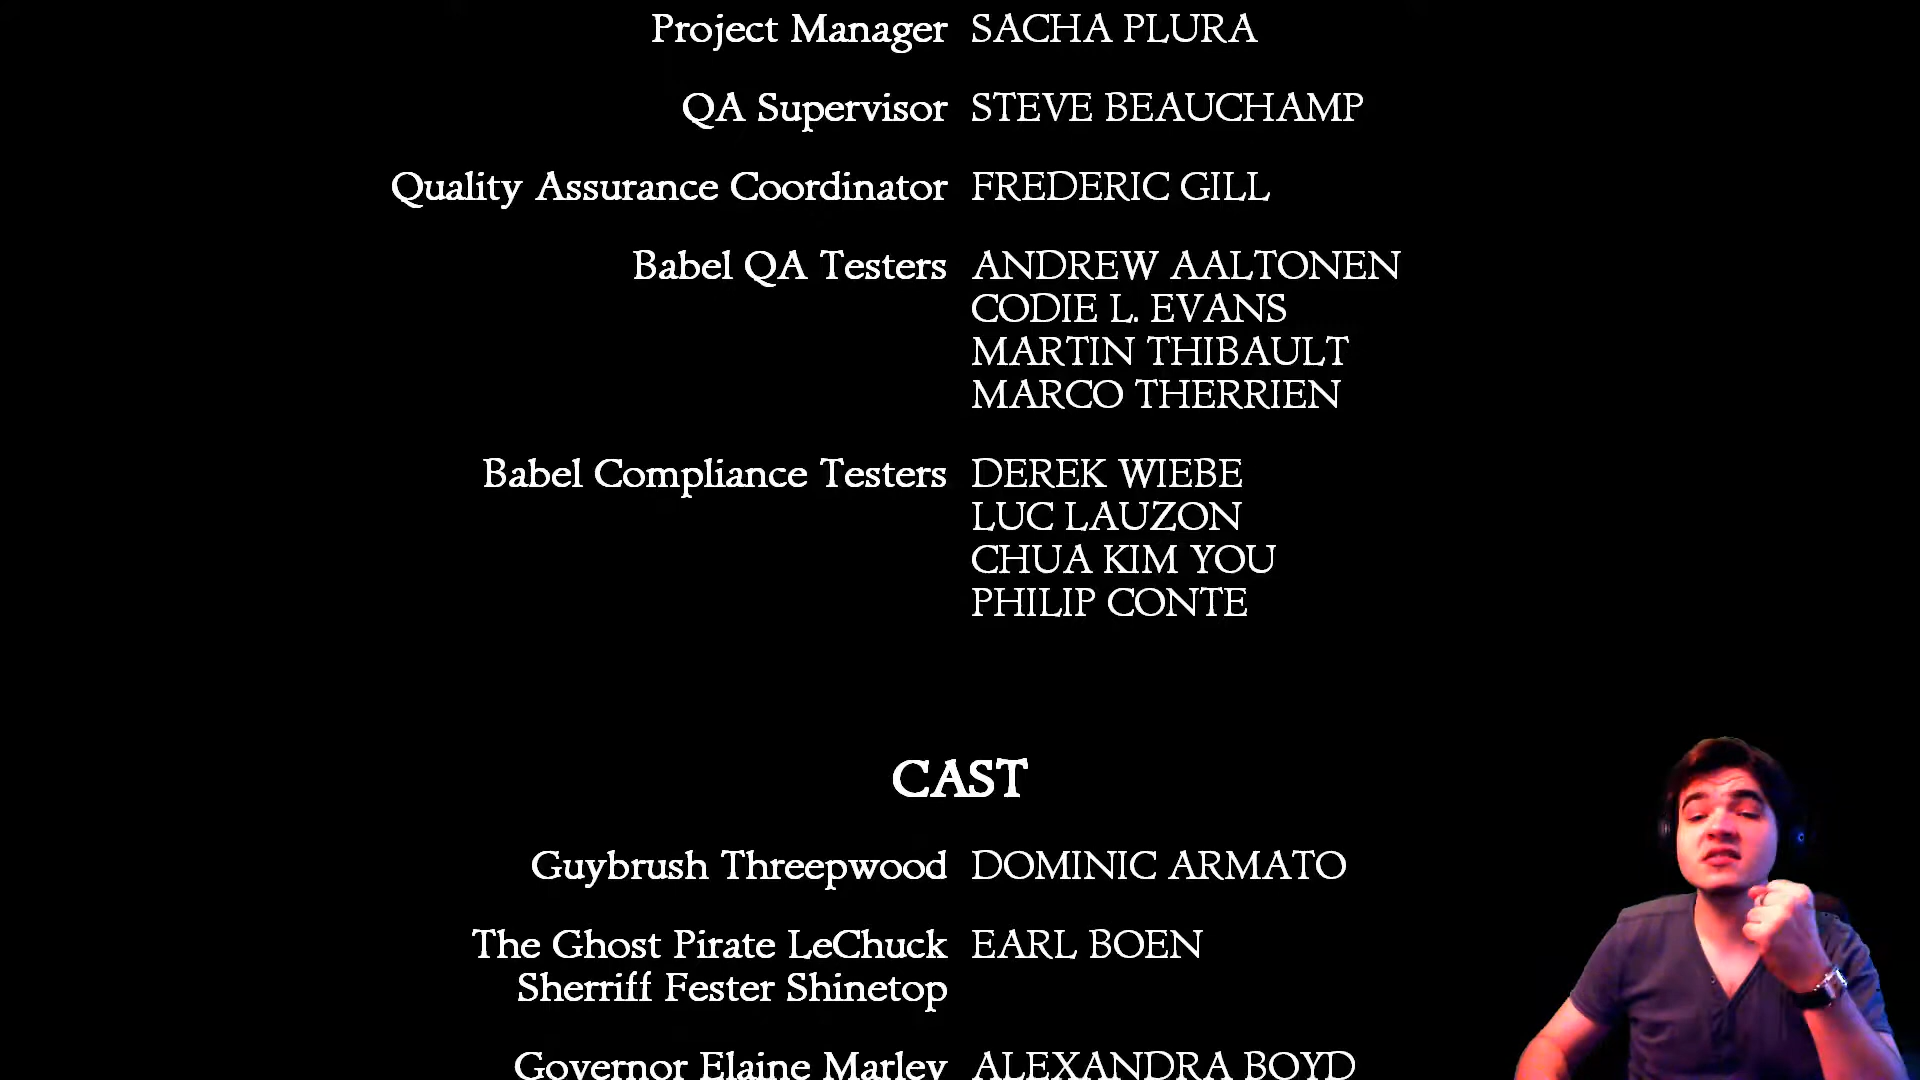 Project Manager SACHA PLURA
QA Supervisor STEVE BEAUCHAMP
Quality Assurance Coordinator FREDERIC GILL
Babel QA Testers ANDREW AALTONEN
CODIE L. EVANS
MARTIN THIBAULT
MARCO THERRIEN
Babel Compliance Testers DEREK WIEBE
LUC LAUZON
CHUA KIM YOU
PHILIP CONTE
CAST
Guybrush Threepwood DOMINIC ARMATO
The Ghost Pirate LeChuck EARL BOEN
Sherriff Fester Shinetop
Governor Elaine Marley ALEXANDRA BOYD